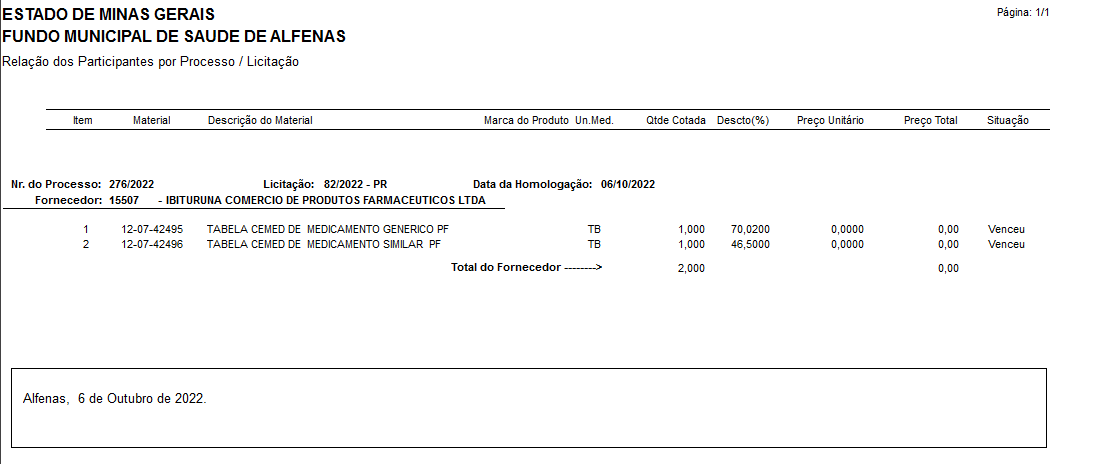 ESTADO DE MINAS GERAIS Página: 1/1
FUNDO MUNICIPAL DE SAUDE DE ALFENAS
Relação dos Participantes por Processo / Licitação
Item Material Descrição do Material Marca do Produto Un.Med. Qtde Cotada Descto(%) Preço Unitário Preço Total Situação
Nr. do Processo: 276/2022 Licitação: 82/2022 - PR Data da Homologação: 06/10/2022
Fornecedor: 15507 - IBITURUNA COMERCIO DE PRODUTOS FARMACEUTICOS LTDA
1 12-07-42495 TABELA CEMED DE MEDICAMENTO GENERICO PF TB 1,000 70,0200 0,0000 0,00 Venceu
2 12-07-42496 TABELA CEMED DE MEDICAMENTO SIMILAR PF TB 1,000 46,5000 0,0000 0,00 Venceu
Total do Fornecedor --------> 2,000 0,00
Alfenas, 6 de Outubro de 2022.